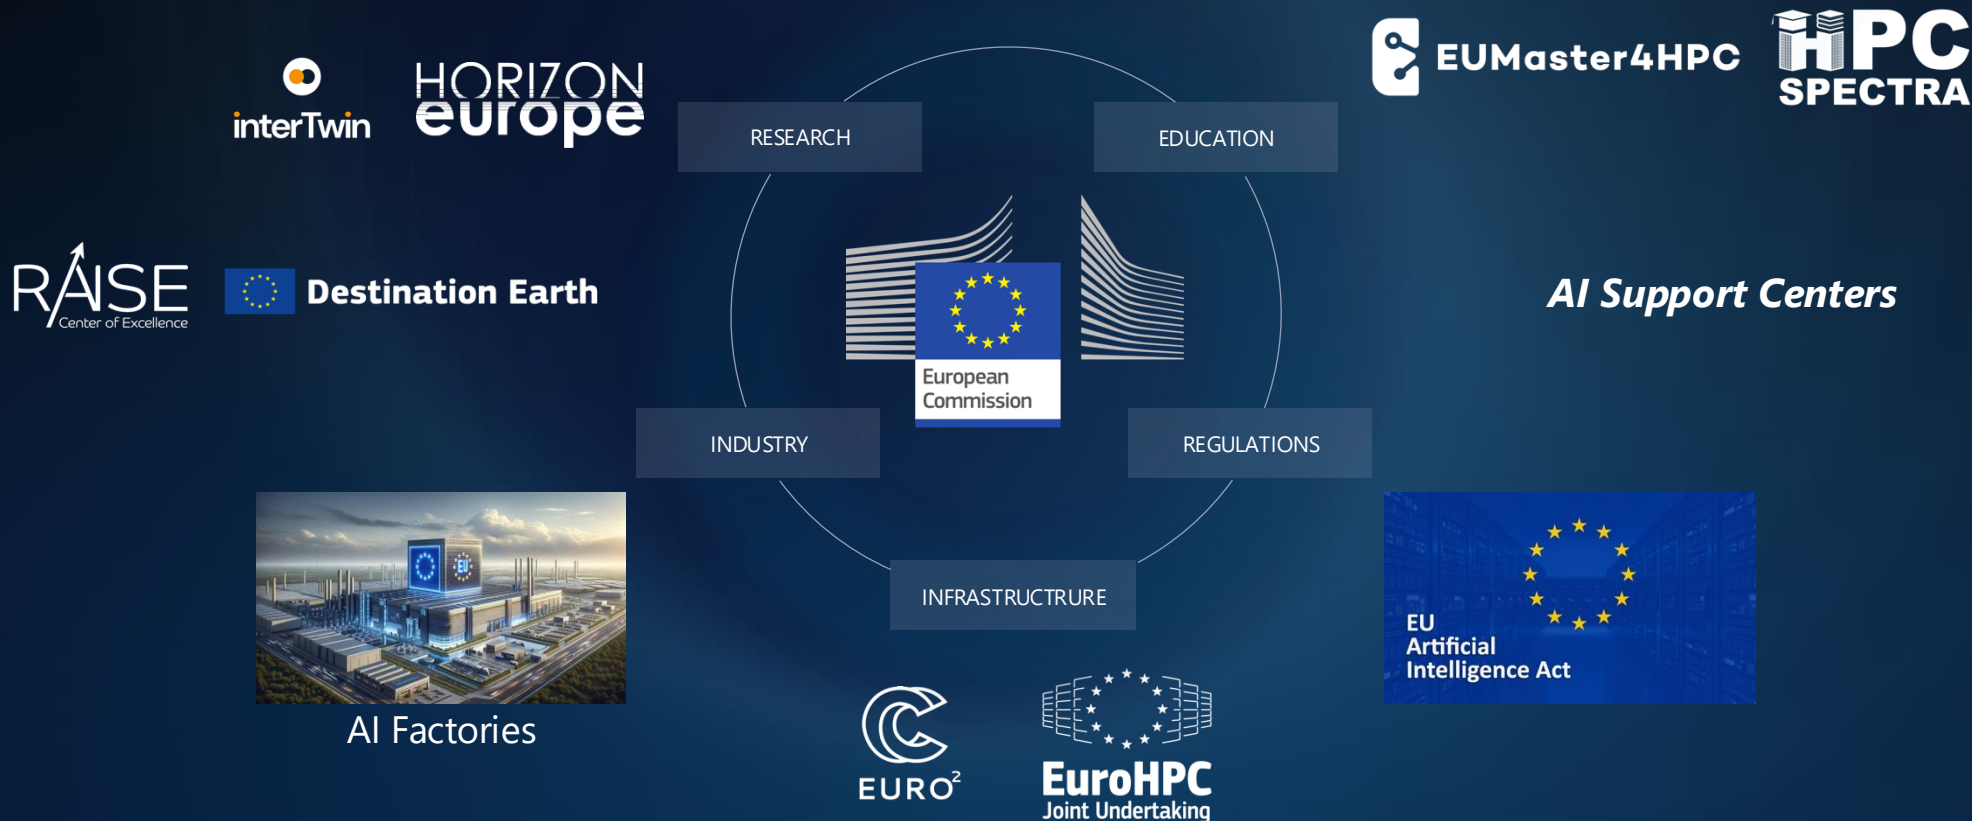 interTwin
HORIZON
europe
EUMaster4HPC
HPC
SPECTRA
RESEARCH
EDUCATION
RAISE
Center of Excellence
Destination Earth
European
Commission
AI Support Centers
INDUSTRY
REGULATIONS
EU
INFRASTRUCTRURE
EU
Artificial
Intelligence Act
AI Factories
EURO²
EuroHPC
Joint Undertaking